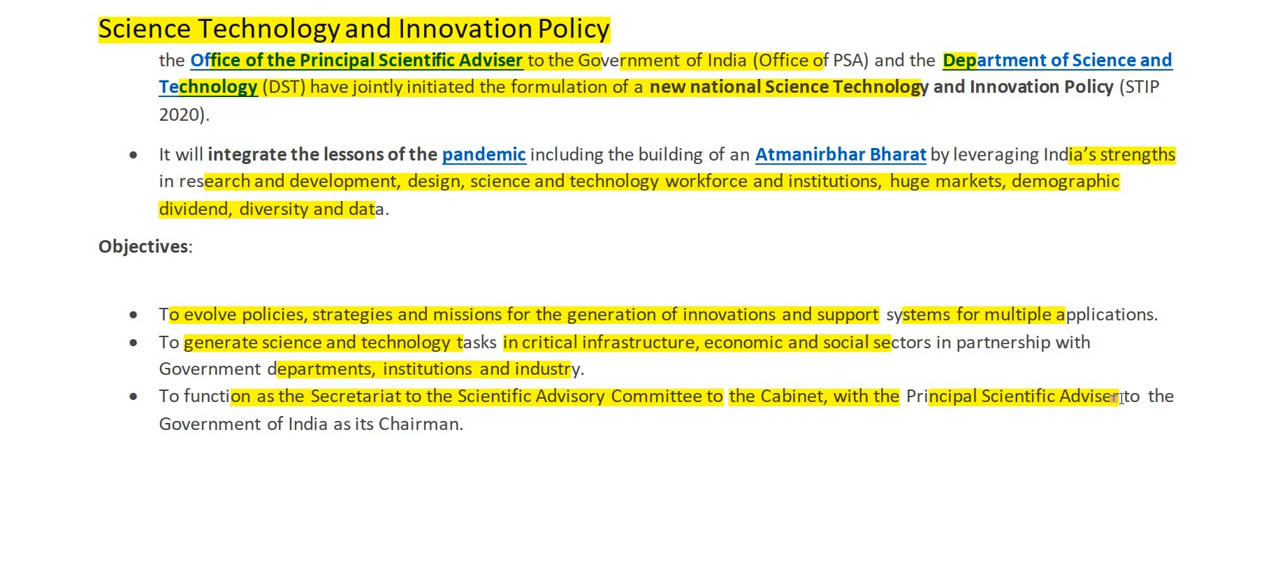 Science Technology and Innovation Policy
the Office of the Principal Scientific Adviser to the Government of India (Office of PSA) and the Department of Science and
Technology (DST) have jointly initiated the formulation of a new national Science Technology and Innovation Policy (STIP
2020).
• It will integrate the lessons of the pandemic including the building of an Atmanirbhar Bharat by leveraging India’s strengths
in research and development, design, science and technology workforce and institutions, huge markets, demographic
dividend, diversity and data.
Objectives:
• To evolve policies, strategies and missions for the generation of innovations and support systems for multiple applications.
• To generate science and technology tasks in critical infrastructure, economic and social sectors in partnership with
Government departments, institutions and industry.
• To function as the Secretariat to the Scientific Advisory Committee to the Cabinet, with the Principal Scientific Adviser to the
Government of India as its Chairman.